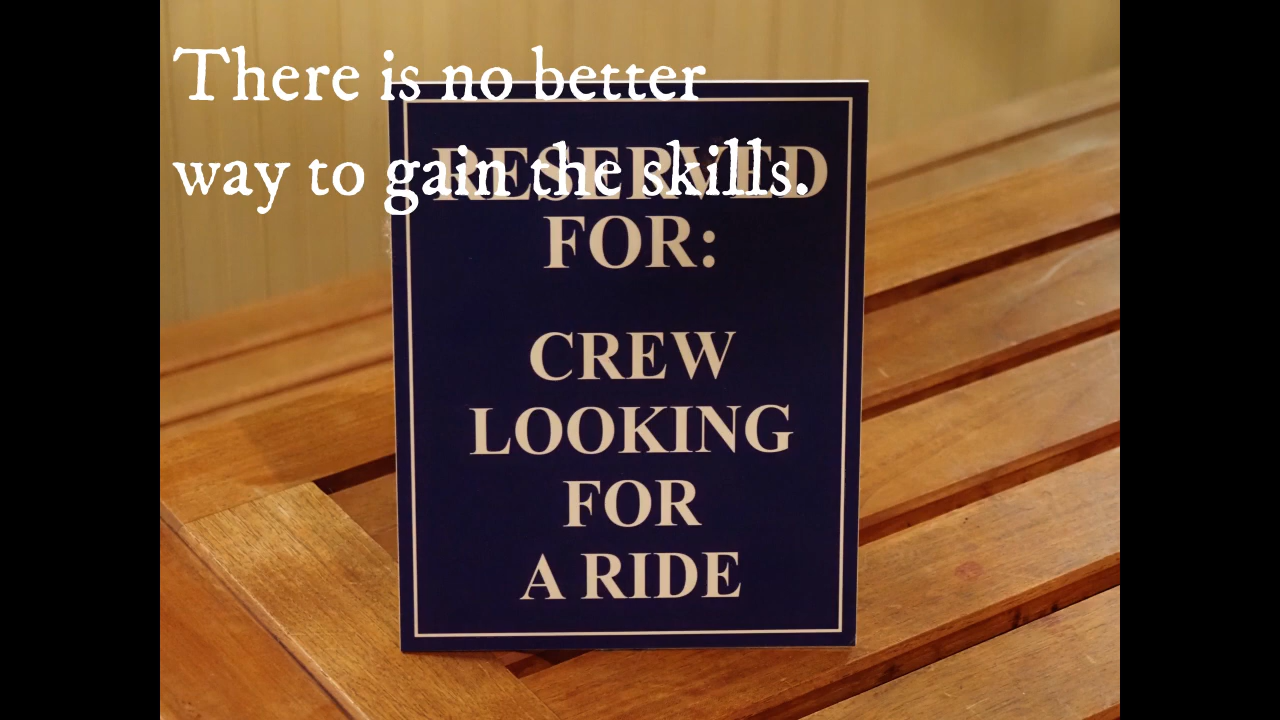 There is no better
way to gain the skills.
RESERVED
FOR:
CREW
LOOKING
FOR
A RIDE